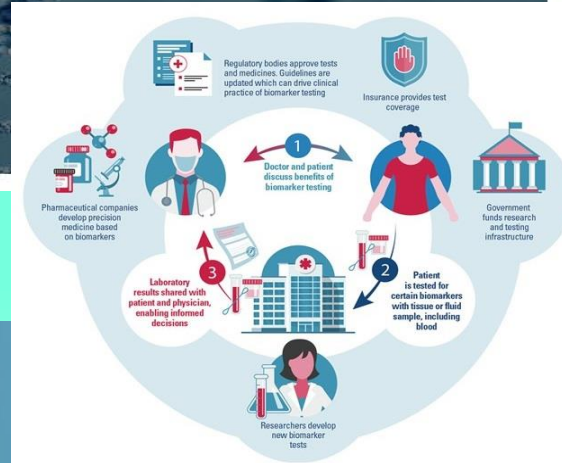 Regulatory bodies approve tests
and medicines. Guidelines are
updated which can drive clinical
practice of biomarker testing
Insurance provides test
coverage
1
Doctor and patient
discuss benefits of
biomarker testing
Pharmaceutical companies
develop precision
medicine based
on biomarkers
Government
funds research
and testing
infrastructure
3
Laboratory
results shared with
patient and physician,
enabling informed
decisions
2
Patient
is tested for
certain biomarkers
with tissue or fluid
sample, including
blood
Researchers develop
new biomarker
tests